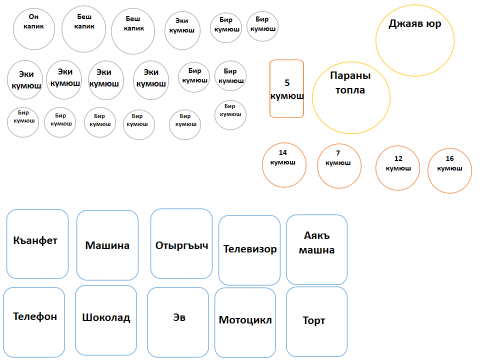 Он
капик
Беш
капик
Беш
капик
Эки
кумюш
Бир
кумюш
Бир
кумюш
Джаяв юр
Эки
кумюш
Эки
кумюш
Эки
кумюш
Эки
кумюш
Бир
кумюш
Бир
кумюш
5
кумюш
Параны
топла
Бир
кумюш
Бир
кумюш
Бир
кумюш
Бир
кумюш
Бир
кумюш
Бир
кумюш
14
кумюш
7
кумюш
12
кумюш
16
кумюш
Къанфет
Машина
Отыргъыч
Телевизор
Аякъ
машна
Телефон
Шоколад
Эв
Мотоцикл
Торт